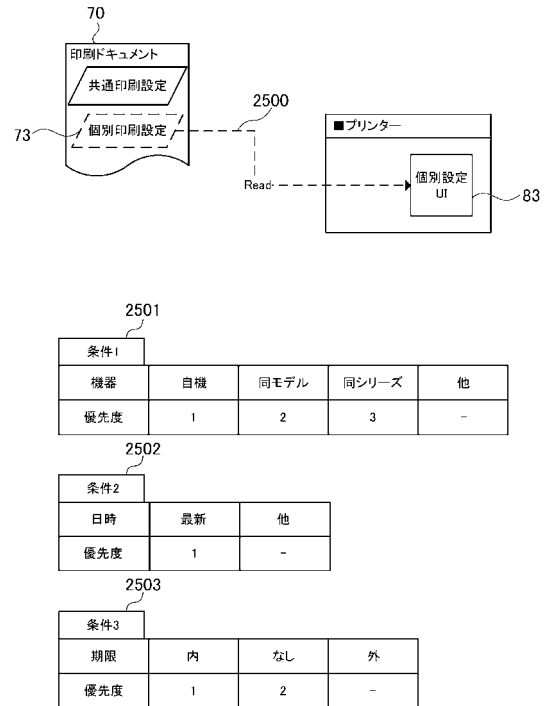 70
印刷ドキュメント
共通印刷設定
2500
73
個別印刷設定
■プリンター
Read
個別設定
UI
83
2501
条件1
機器 自機 同モデル 同シリーズ 他
優先度 1 2 3 -
2502
条件2
日時 最新 他
優先度 1 -
2503
条件3
期限 内 なし 外
優先度 1 2 -